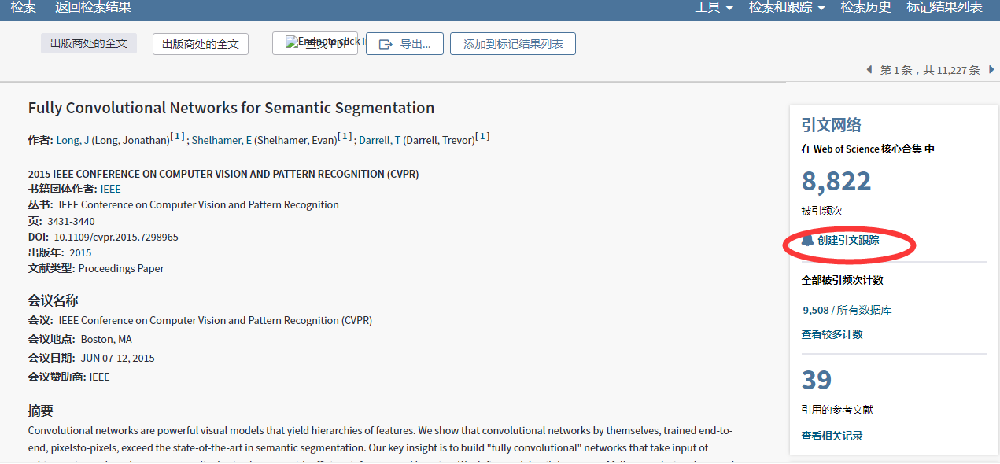 检索 返回检索结果 工具 检索和跟踪 检索历史 标记结果列表
出版商处的全文 出版商处的全文 Endnote click i 查找 PDF 导出... 添加到标记结果列表
第 1 条，共 11,227 条
Fully Convolutional Networks for Semantic Segmentation
作者: Long, J (Long, Jonathan)[1]; Shelhamer, E (Shelhamer, Evan)[1]; Darrell, T (Darrell, Trevor)[1]
2015 IEEE CONFERENCE ON COMPUTER VISION AND PATTERN RECOGNITION (CVPR)
书籍团体作者: IEEE
丛书: IEEE Conference on Computer Vision and Pattern Recognition
页: 3431-3440
DOI: 10.1109/cvpr.2015.7298965
出版年: 2015
文献类型: Proceedings Paper
会议名称
会议: IEEE Conference on Computer Vision and Pattern Recognition (CVPR)
会议地点: Boston, MA
会议日期: JUN 07-12, 2015
会议赞助商: IEEE
摘要
Convolutional networks are powerful visual models that yield hierarchies of features. We show that convolutional networks by themselves, trained end-to-
end, pixelsto-pixels, exceed the state-of-the-art in semantic segmentation. Our key insight is to build "fully convolutional" networks that take input of
引文网络
在 Web of Science 核心合集 中
8,822
被引频次
创建引文跟踪
全部被引频次计数
9,508 / 所有数据库
查看较多计数
39
引用的参考文献
查看相关记录